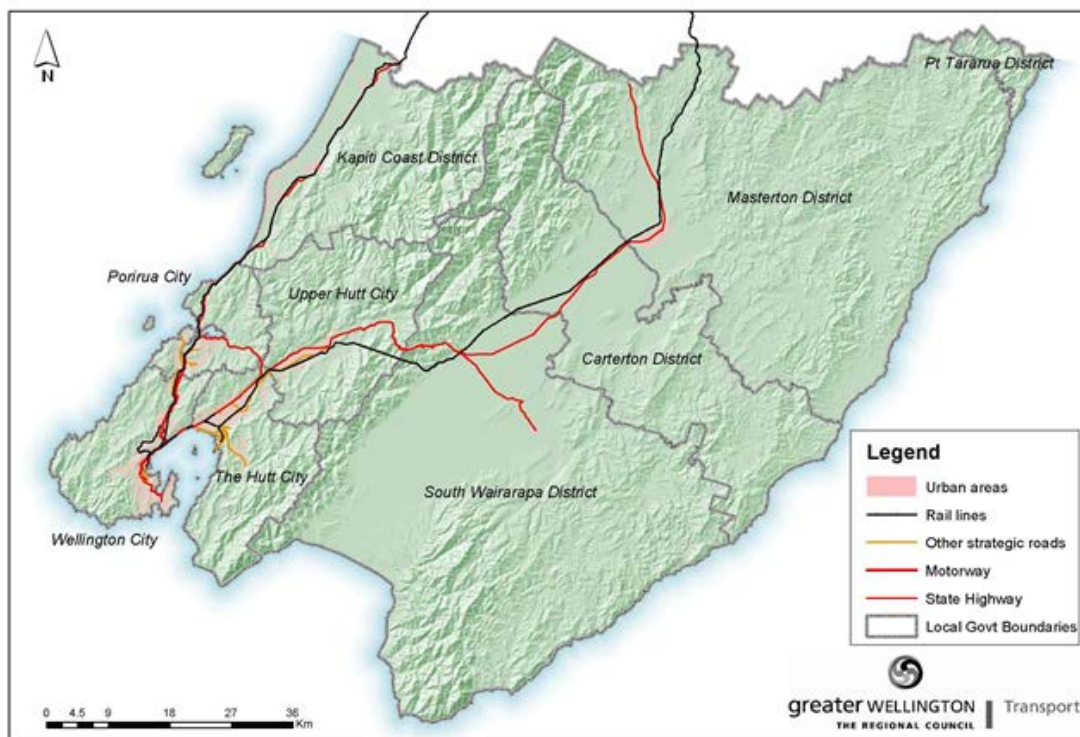 N
Pt Tararua District
Kapiti Coast District
Masterton District
Porirua City
Upper Hutt City
Carterton District
The Hutt City
South Wairarapa District
Wellington City
Legend
Urban areas
Rail lines
Other strategic roads
Motorway
State Highway
Local Govt Boundaries
0 4.5 9 18 27 36
Km
greater WELLINGTON
THE REGIONAL COUNCIL
Transport